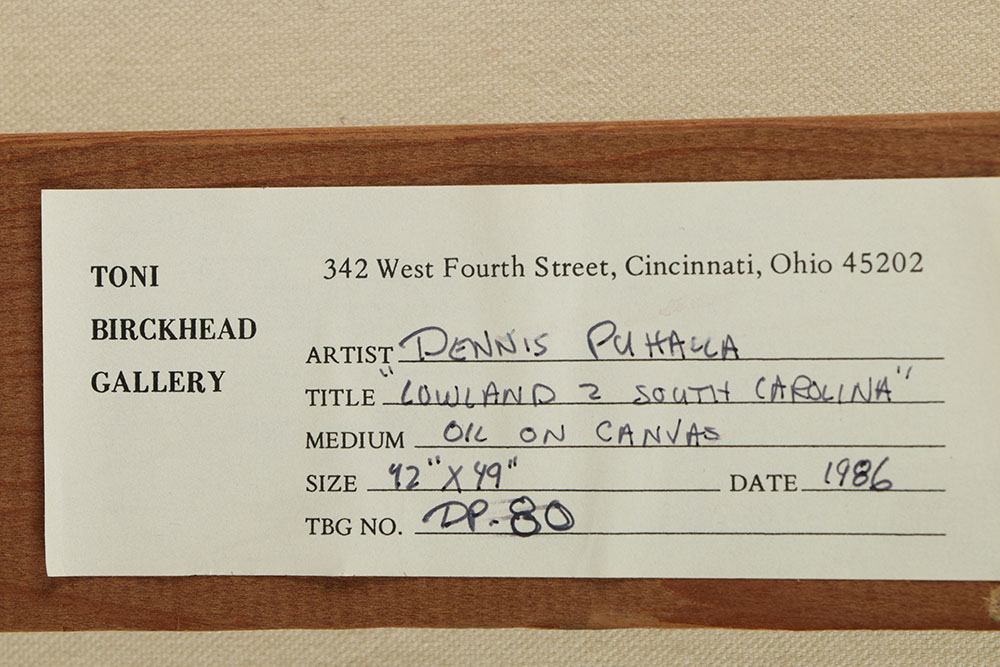 TONI
BIRCKHEAD
GALLERY
342 West Fourth Street, Cincinnati, Ohio 45202
ARTIST DENNIS PUHALLA
TITLE "LOWLAND 2 SOUTH CAROLINA"
MEDIUM OIL ON CANVAS
SIZE 42" X 49" DATE 1986
TBG NO. DP-80